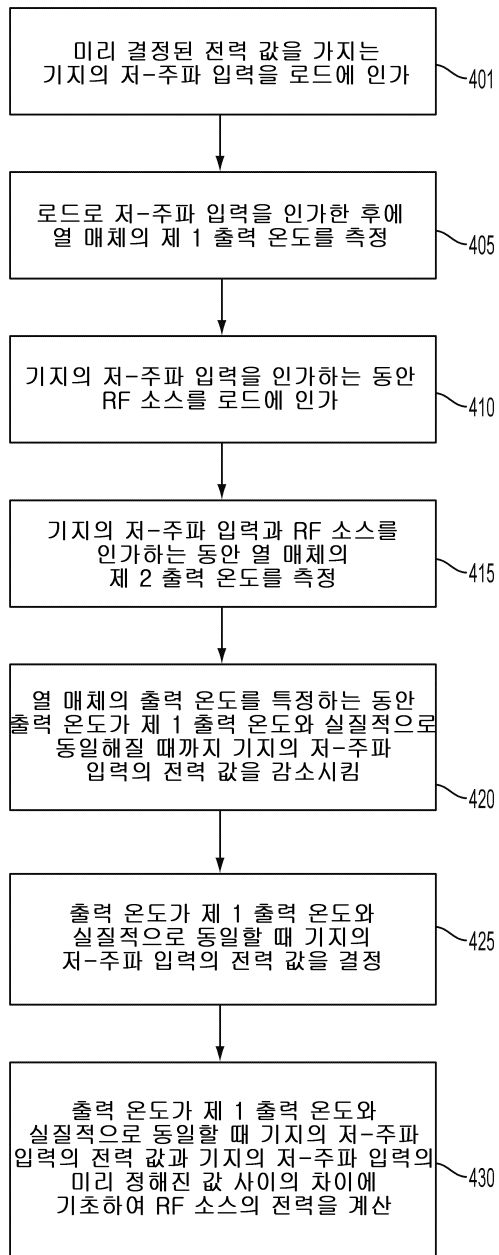 미리 결정된 전력 값을 가지는
기지의 저-주파 입력을 로드에 인가
401
로드로 저-주파 입력을 인가한 후에
열 매체의 제 1 출력 온도를 측정
405
기지의 저-주파 입력을 인가하는 동안
RF 소스를 로드에 인가
410
기지의 저-주파 입력과 RF 소스를
인가하는 동안 열 매체의
제 2 출력 온도를 측정
415
열 매체의 출력 온도를 특정하는 동안
출력 온도가 제 1 출력 온도와 실질적으로
동일해질 때까지 기지의 저-주파
입력의 전력 값을 감소시킴
420
출력 온도가 제 1 출력 온도와
실질적으로 동일할 때 기지의
저-주파 입력의 전력 값을 결정
425
출력 온도가 제 1 출력 온도와
실질적으로 동일할 때 기지의 저-주파
입력의 전력 값과 기지의 저-주파 입력의
미리 정해진 값 사이의 차이에
기초하여 RF 소스의 전력을 계산
430